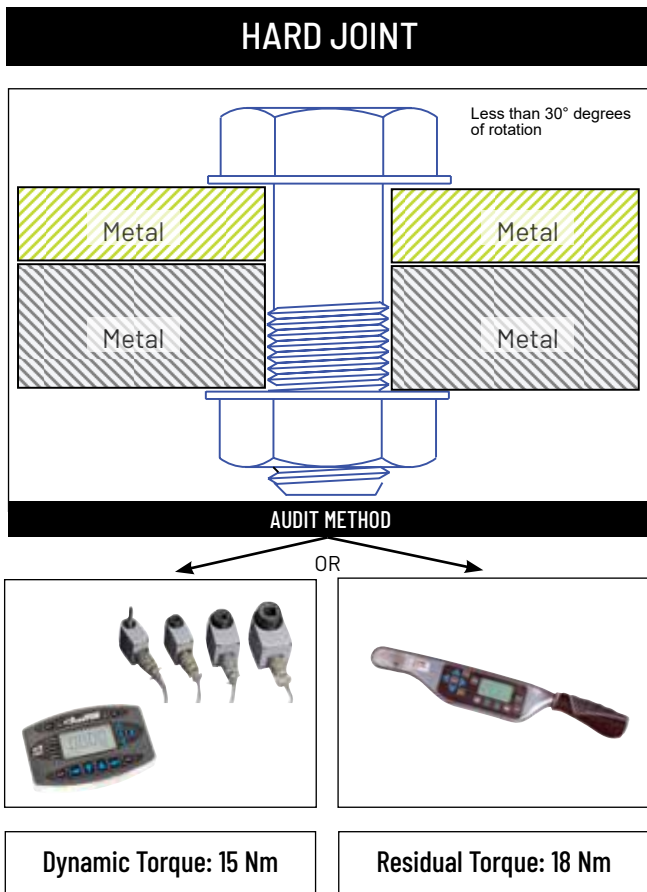 HARD JOINT
Less than 30° degrees
of rotation
Metal
Metal
Metal
Metal
AUDIT METHOD
OR
Dynamic Torque: 15 Nm
Residual Torque: 18 Nm